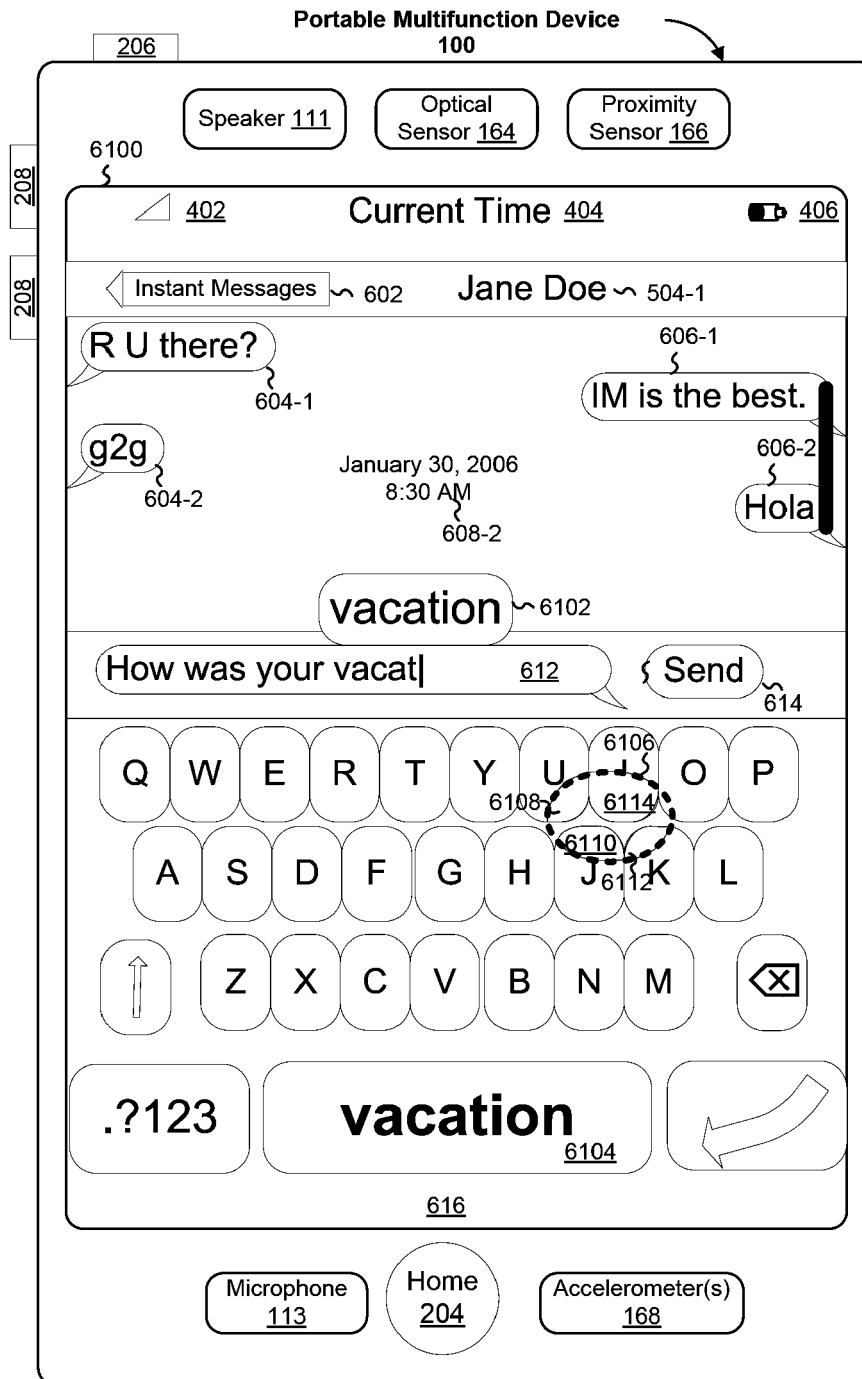 Portable Multifunction Device
100
206
Speaker 111
Optical
Sensor 164
Proximity
Sensor 166
208
6100
402
Current Time 404
406
208
Instant Messages
602
Jane Doe
504-1
R U there?
604-1
606-1
IM is the best.
g2g
604-2
January 30, 2006
8:30 AM
608-2
606-2
Hola
vacation
6102
How was your vacat
612
Send
614
Q W E R T Y U I O P
6106
6108
6114
6110
A S D F G H J K L
6112
Z X C V B N M
.?123
vacation
6104
616
Microphone
113
Home
204
Accelerometer(s)
168